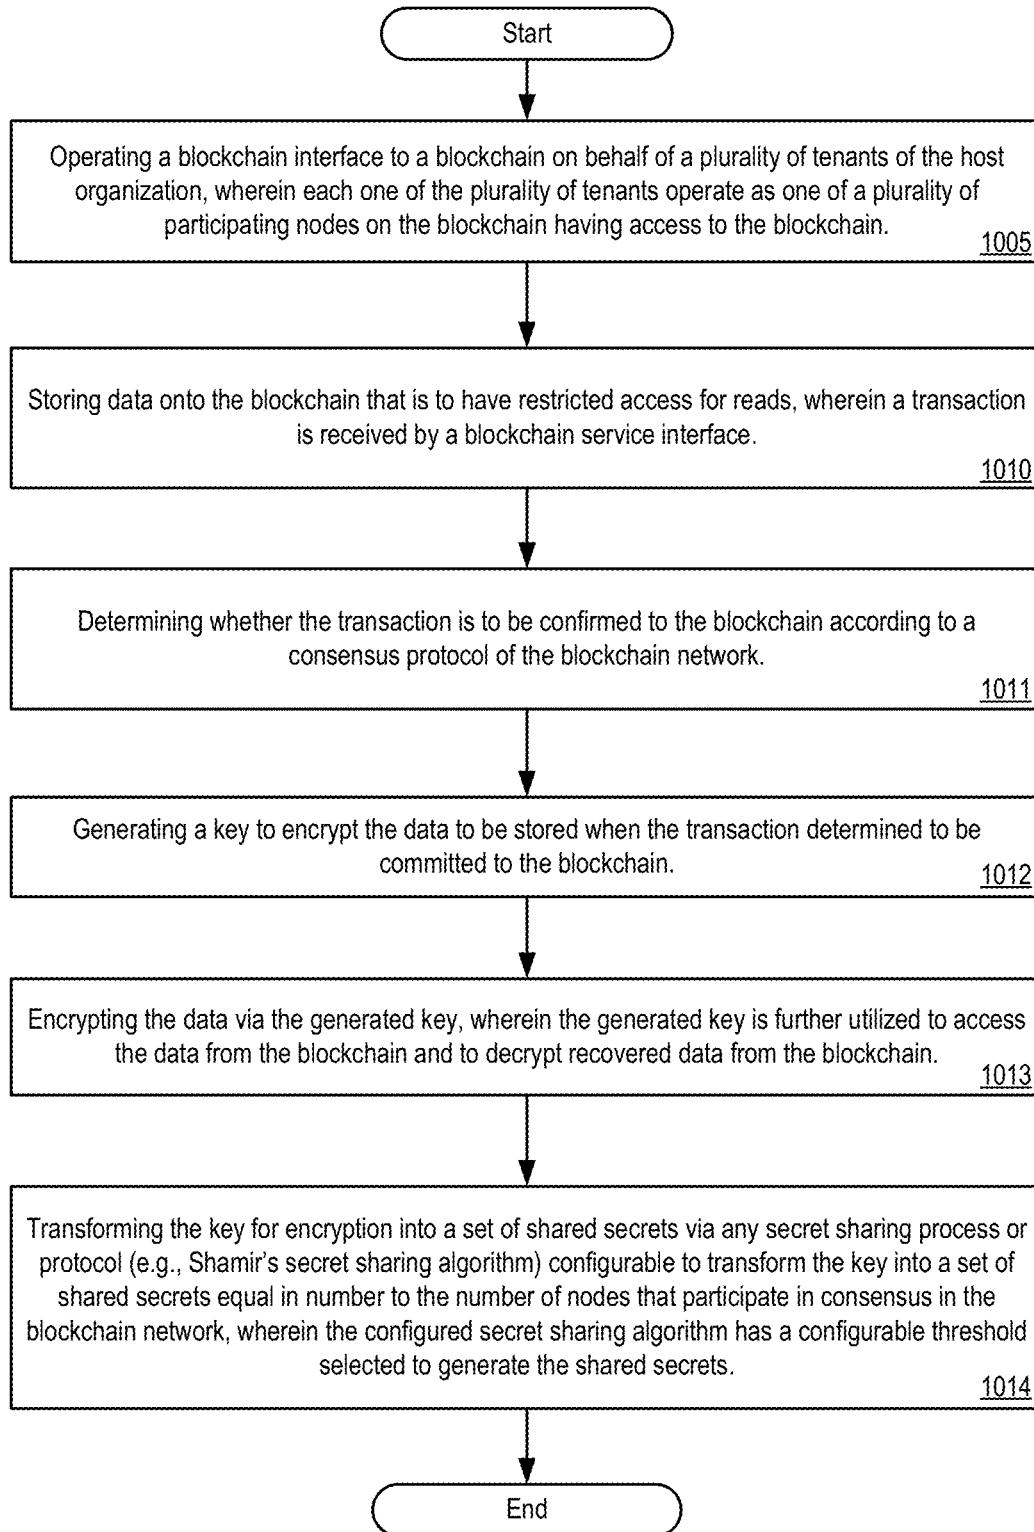 Start
Operating a blockchain interface to a blockchain on behalf of a plurality of tenants of the host
organization, wherein each one of the plurality of tenants operate as one of a plurality of
participating nodes on the blockchain having access to the blockchain.
1005
Storing data onto the blockchain that is to have restricted access for reads, wherein a transaction
is received by a blockchain service interface.
1010
Determining whether the transaction is to be confirmed to the blockchain according to a
consensus protocol of the blockchain network.
1011
Generating a key to encrypt the data to be stored when the transaction determined to be
committed to the blockchain.
1012
Encrypting the data via the generated key, wherein the generated key is further utilized to access
the data from the blockchain and to decrypt recovered data from the blockchain.
1013
Transforming the key for encryption into a set of shared secrets via any secret sharing process or
protocol (e.g., Shamir's secret sharing algorithm) configurable to transform the key into a set of
shared secrets equal in number to the number of nodes that participate in consensus in the
blockchain network, wherein the configured secret sharing algorithm has a configurable threshold
selected to generate the shared secrets.
1014
End